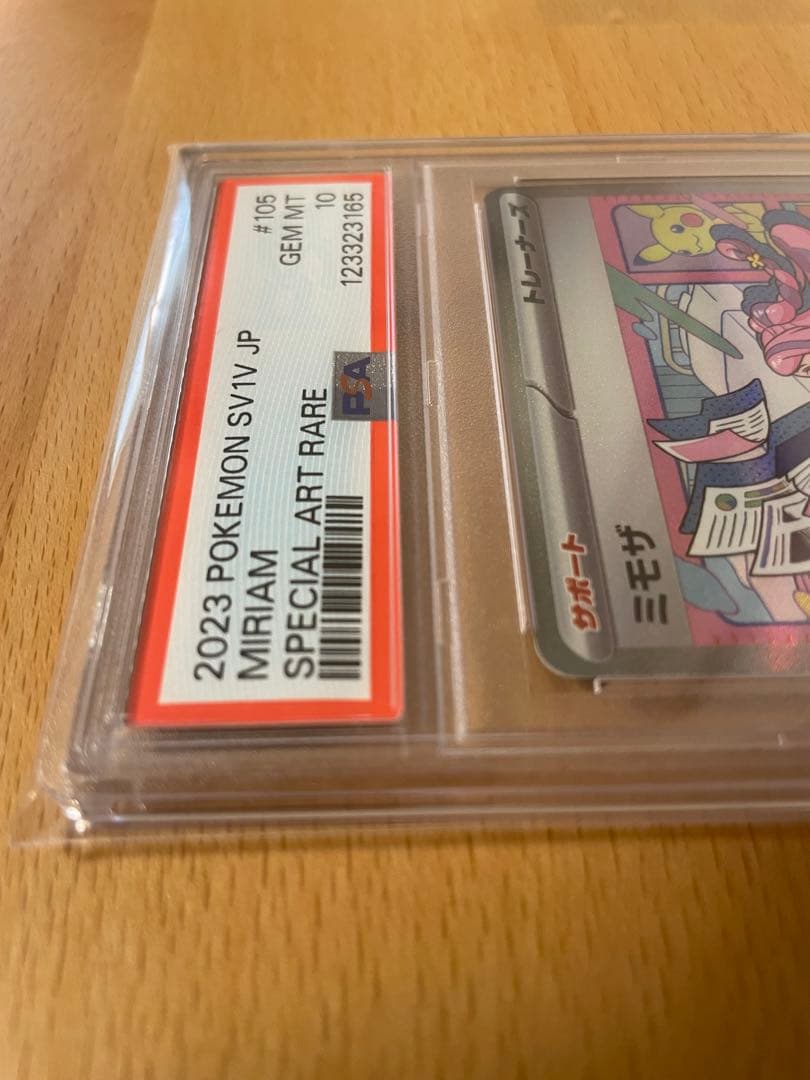 2023 POKEMON SV1V JP
#105
MIRIAM
GEM MT
SPECIAL ART RARE
10
123323165
PSA
サポート
トレーナーズ
ミモザ